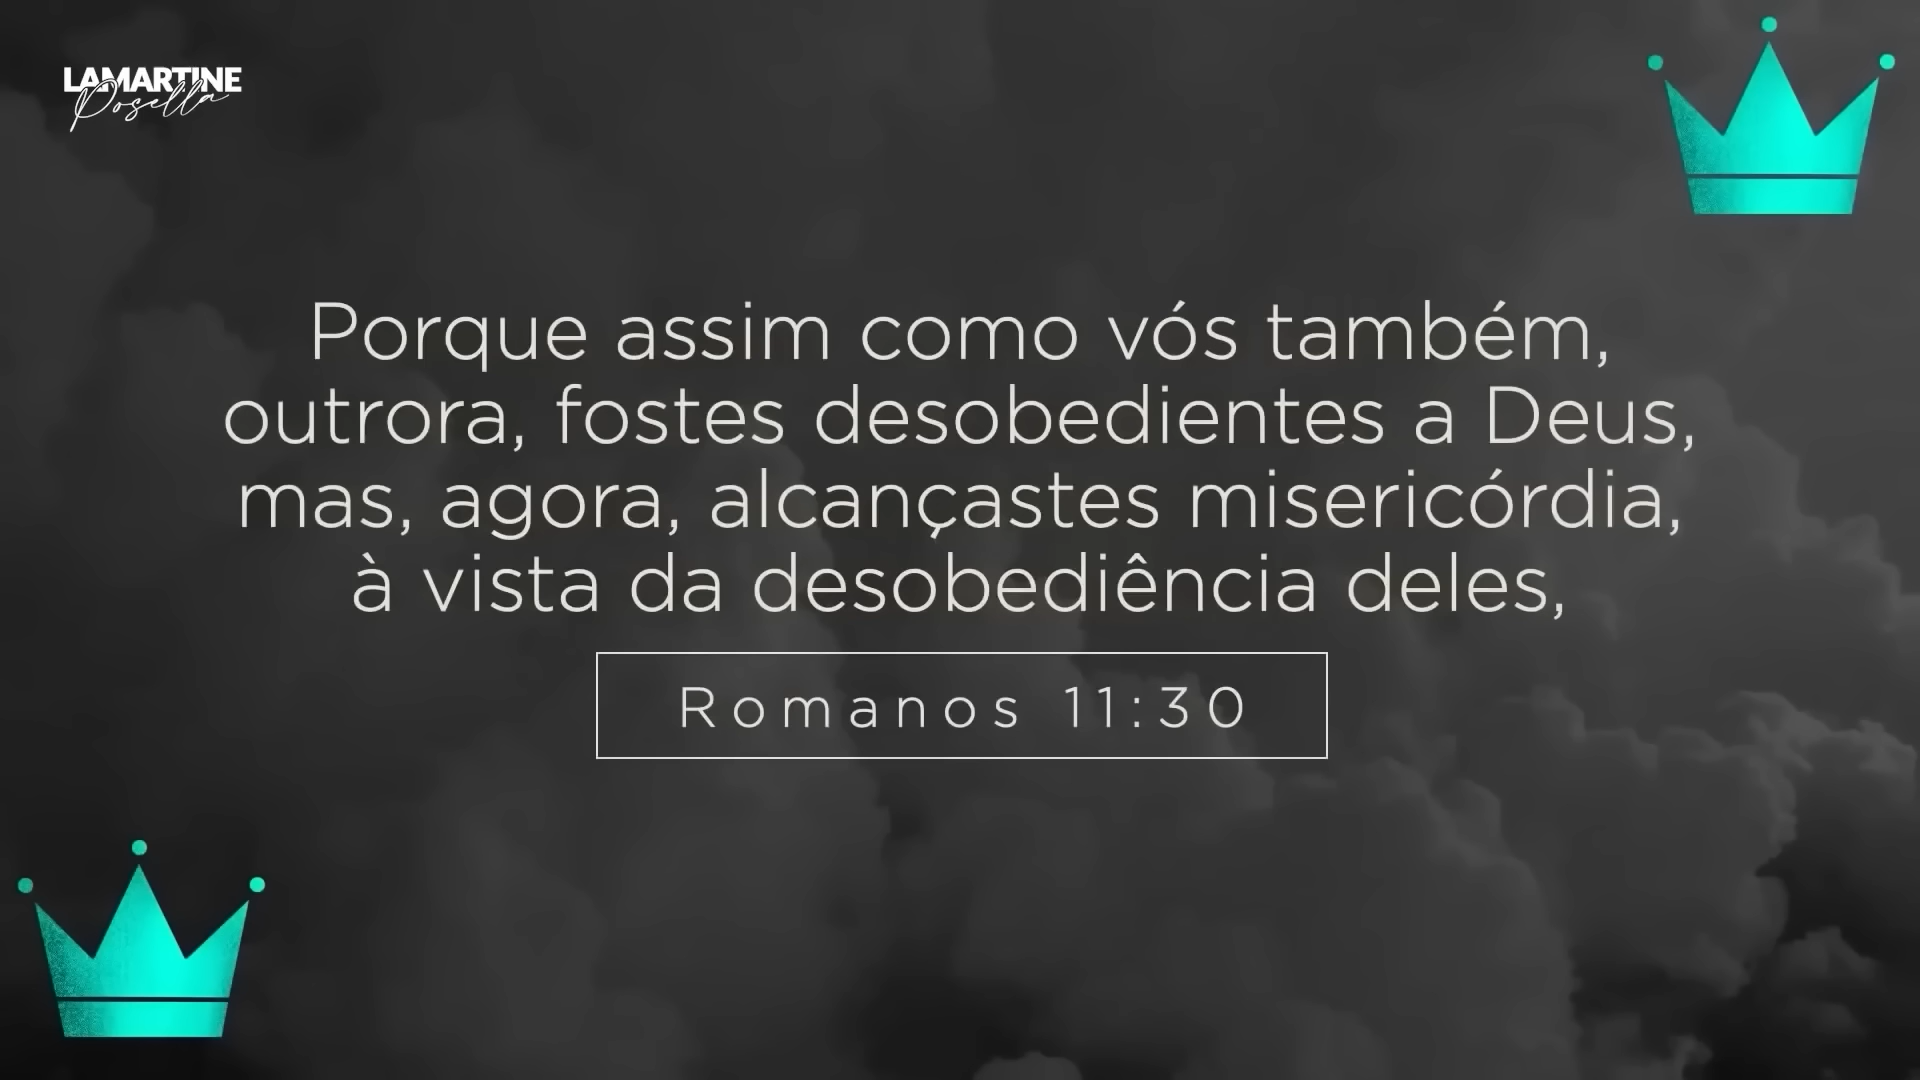 LAMARTINE
Posella
Porque assim como vós também,
outrora, fostes desobedientes a Deus,
mas, agora, alcançastes misericórdia,
à vista da desobediência deles,
Romanos 11:30